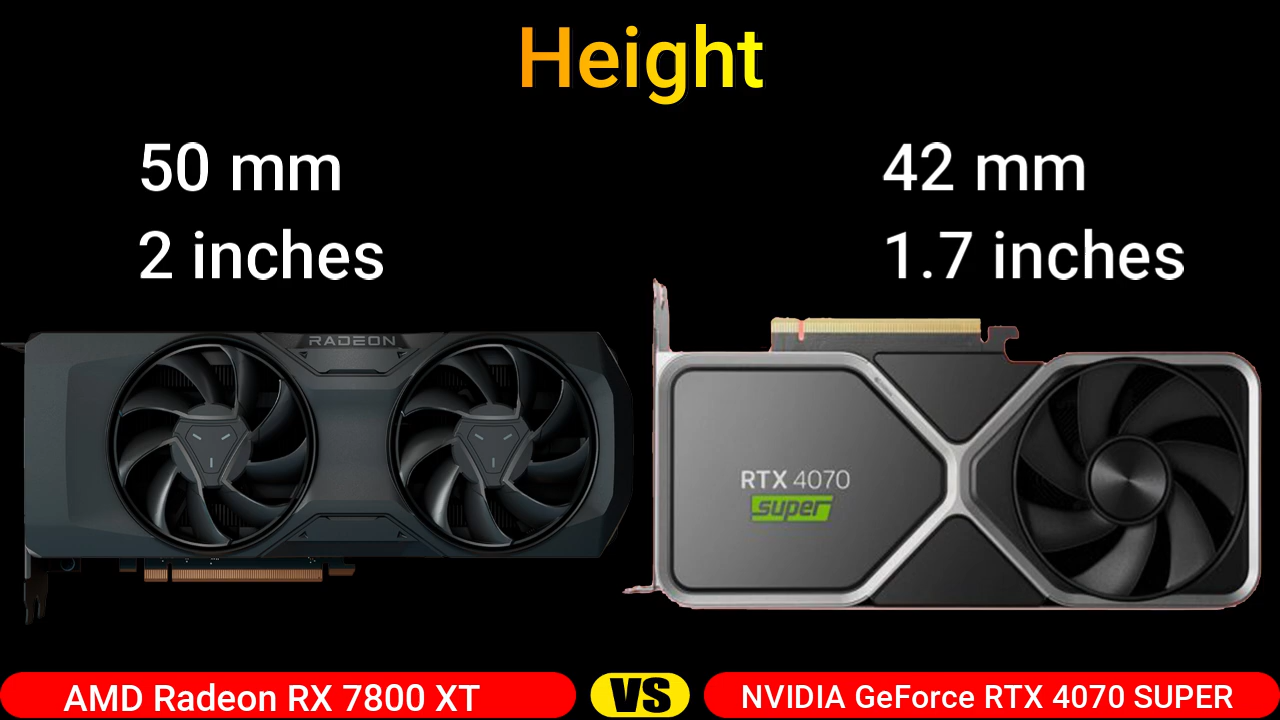 Height
50 mm
2 inches
42 mm
1.7 inches
RADEON
RTX 4070
super
AMD Radeon RX 7800 XT
VS
NVIDIA GeForce RTX 4070 SUPER